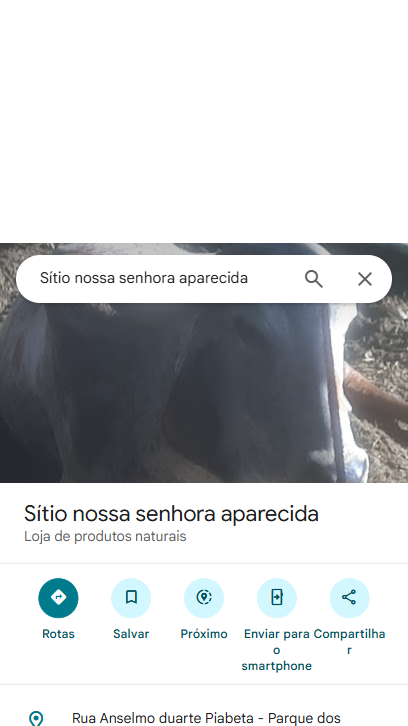 Sítio nossa senhora aparecida
Sítio nossa senhora aparecida
Loja de produtos naturais
Rotas
Salvar
Próximo
Enviar para
o
smartphone
Compartilha
r
Rua Anselmo duarte Piabeta - Parque dos